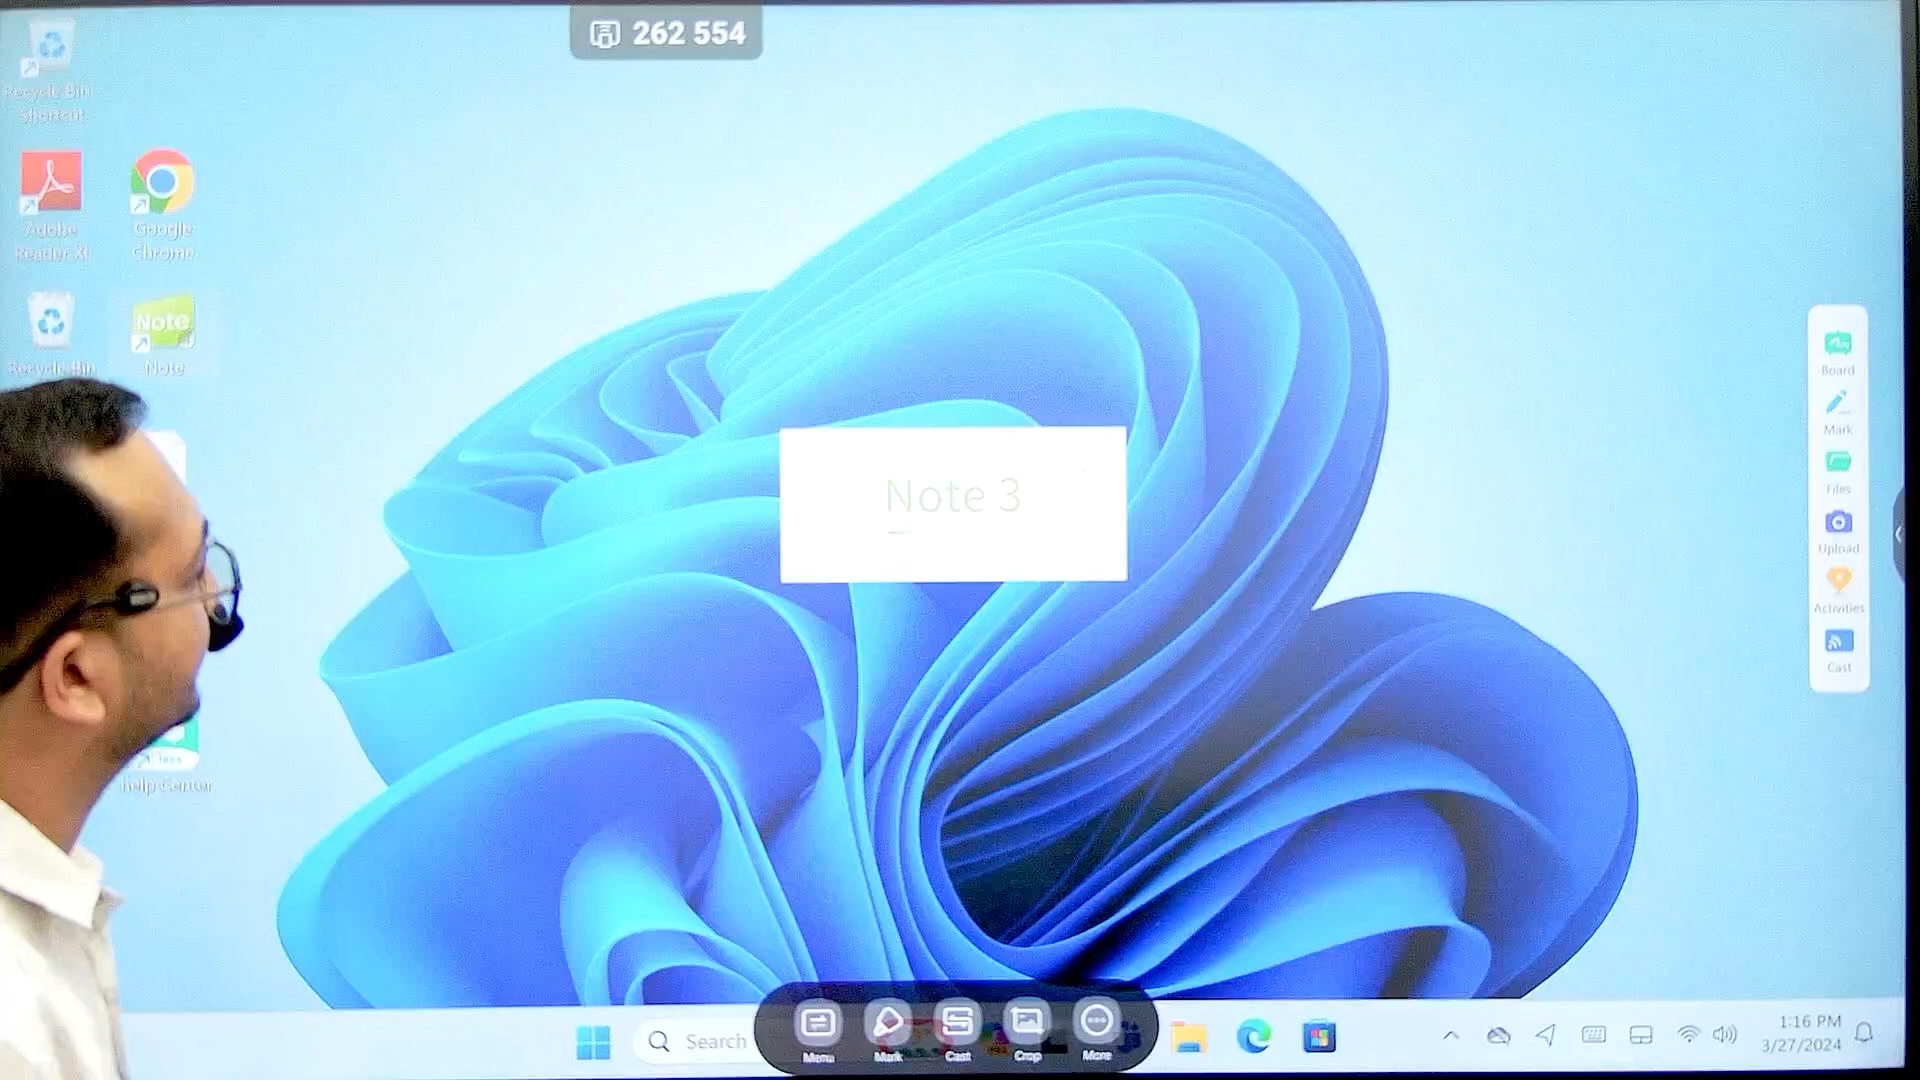 262 554
Recycle Bin
Shortcut
Adobe
Reader XI
Google
Chrome
Note
Recycle Bin
Note
Help Center
Note 3
Board
Mark
Files
Upload
Activities
Cast
Search
Menu
Mark
Cast
Crop
More
1:16 PM
3/27/2024